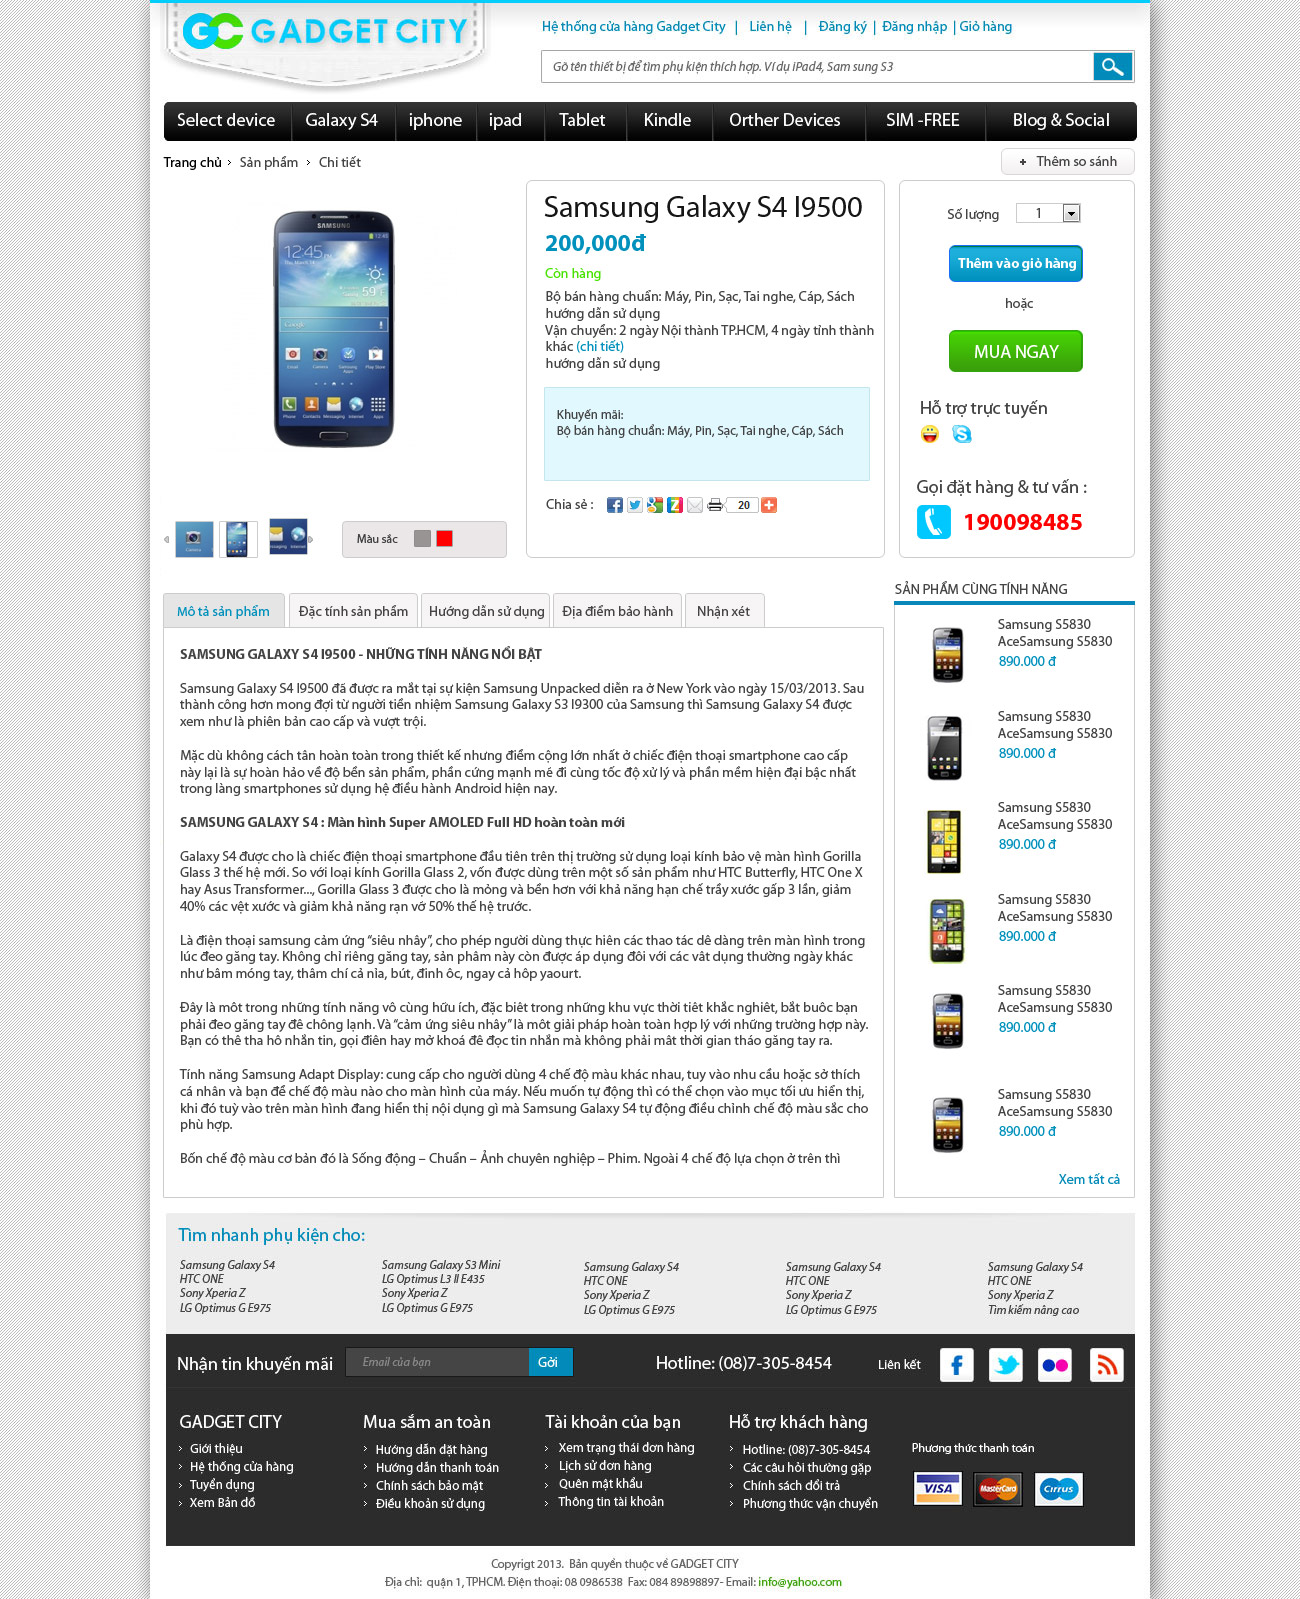 GC GADGET CITY
Hệ thống cửa hàng Gadget City | Liên hệ | Đăng ký | Đăng nhập | Giỏ hàng
Gõ tên thiết bị để tìm phụ kiện thích hợp. Ví dụ iPad4, Sam sung S3
Select device Galaxy S4 iphone ipad Tablet Kindle Orther Devices SIM -FREE Blog & Social
Trang chủ › Sản phẩm › Chi tiết
+ Thêm so sánh
SAMSUNG
12:45
59
Google
Phone Contacts Messaging Internet Apps
Samsung Galaxy S4 I9500
200,000đ
Còn hàng
Bộ bán hàng chuẩn: Máy, Pin, Sạc, Tai nghe, Cáp, Sách
hướng dẫn sử dụng
Vận chuyển: 2 ngày Nội thành TP.HCM, 4 ngày tỉnh thành
khác (chi tiết)
hướng dẫn sử dụng
Khuyến mãi:
Bộ bán hàng chuẩn: Máy, Pin, Sạc, Tai nghe, Cáp, Sách
Chia sẻ : 20
Số lượng 1
Thêm vào giỏ hàng
hoặc
MUA NGAY
Hỗ trợ trực tuyến
Gọi đặt hàng & tư vấn :
190098485
Màu sắc
Mô tả sản phẩm Đặc tính sản phẩm Hướng dẫn sử dụng Địa điểm bảo hành Nhận xét
SAMSUNG GALAXY S4 I9500 - NHỮNG TÍNH NĂNG NỔI BẬT
Samsung Galaxy S4 I9500 đã được ra mắt tại sự kiện Samsung Unpacked diễn ra ở New York vào ngày 15/03/2013. Sau
thành công hơn mong đợi từ người tiền nhiệm Samsung Galaxy S3 I9300 của Samsung thì Samsung Galaxy S4 được
xem như là phiên bản cao cấp và vượt trội.
Mặc dù không cách tân hoàn toàn trong thiết kế nhưng điểm cộng lớn nhất ở chiếc điện thoại smartphone cao cấp
này lại là sự hoàn hảo về độ bền sản phẩm, phần cứng mạnh mẽ đi cùng tốc độ xử lý và phần mềm hiện đại bậc nhất
trong làng smartphones sử dụng hệ điều hành Android hiện nay.
SAMSUNG GALAXY S4 : Màn hình Super AMOLED Full HD hoàn toàn mới
Galaxy S4 được cho là chiếc điện thoại smartphone đầu tiên trên thị trường sử dụng loại kính bảo vệ màn hình Gorilla
Glass 3 thế hệ mới. So với loại kính Gorilla Glass 2, vốn được dùng trên một số sản phẩm như HTC Butterfly, HTC One X
hay Asus Transformer..., Gorilla Glass 3 được cho là mỏng và bền hơn với khả năng hạn chế trầy xước gấp 3 lần, giảm
40% các vệt xước và giảm khả năng rạn vỡ 50% thế hệ trước.
Là điện thoại samsung cảm ứng “siêu nhậy”, cho phép người dùng thực hiện các thao tác dê dàng trên màn hình trong
lúc đeo găng tay. Không chỉ riêng găng tay, sản phâm này còn được áp dụng đôi với các vât dụng thường ngày khác
như bâm móng tay, thâm chí cả nĩa, bút, đinh ôc, ngay cả hôp yaourt.
Đây là môt trong những tính năng vô cùng hữu ích, đặc biêt trong những khu vực thời tiêt khắc nghiêt, bắt buôc bạn
phải đeo găng tay đê chông lạnh. Và “cảm ứng siêu nhây” là môt giải pháp hoàn toàn hợp lý với những trường hợp này.
Bạn có thê tha hô nhắn tin, gọi điên hay mở khoá đê đọc tin nhắn mà không phải mât thời gian tháo găng tay ra.
Tính năng Samsung Adapt Display: cung cấp cho người dùng 4 chế độ màu khác nhau, tuy vào nhu cầu hoặc sở thích
cá nhân và bạn để chế độ màu nào cho màn hình của máy. Nếu muốn tự động thì có thể chọn vào mục tối ưu hiển thị,
khi đó tuỳ vào trên màn hình đang hiển thị nội dụng gì mà Samsung Galaxy S4 tự động điều chỉnh chế độ màu sắc cho
phù hợp.
Bốn chế độ màu cơ bản đó là Sống động – Chuẩn – Ảnh chuyên nghiệp – Phim. Ngoài 4 chế độ lựa chọn ở trên thì
SẢN PHẨM CÙNG TÍNH NĂNG
Samsung S5830
AceSamsung S5830
890.000 đ
Samsung S5830
AceSamsung S5830
890.000 đ
Samsung S5830
AceSamsung S5830
890.000 đ
Samsung S5830
AceSamsung S5830
890.000 đ
Samsung S5830
AceSamsung S5830
890.000 đ
Samsung S5830
AceSamsung S5830
890.000 đ
Xem tất cả
Tìm nhanh phụ kiện cho:
Samsung Galaxy S4
HTC ONE
Sony Xperia Z
LG Optimus G E975
Samsung Galaxy S3 Mini
LG Optimus L3 II E435
Sony Xperia Z
LG Optimus G E975
Samsung Galaxy S4
HTC ONE
Sony Xperia Z
LG Optimus G E975
Samsung Galaxy S4
HTC ONE
Sony Xperia Z
LG Optimus G E975
Samsung Galaxy S4
HTC ONE
Sony Xperia Z
Tìm kiếm nâng cao
Nhận tin khuyến mãi Email của bạn Gởi Hotline: (08)7-305-8454 Liên kết
GADGET CITY
Giới thiệu
Hệ thống cửa hàng
Tuyển dụng
Xem Bản đồ
Mua sắm an toàn
Hướng dẫn đặt hàng
Hướng dẫn thanh toán
Chính sách bảo mật
Điều khoản sử dụng
Tài khoản của bạn
Xem trạng thái đơn hàng
Lịch sử đơn hàng
Quên mật khẩu
Thông tin tài khoản
Hỗ trợ khách hàng
Hotline: (08)7-305-8454
Các câu hỏi thường gặp
Chính sách đổi trả
Phương thức vận chuyển
Phương thức thanh toán
VISA MasterCard Cirrus
Copyrigt 2013. Bản quyền thuộc về GADGET CITY
Địa chỉ: quận 1, TPHCM. Điện thoại: 08 0986538 Fax: 084 89898897- Email: info@yahoo.com